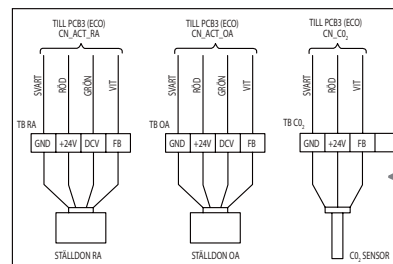 TILL PCB3 (ECO)
CN_ACT_RA
TILL PCB3 (ECO)
CN_ACT_OA
TILL PCB3 (ECO)
CN_CO₂
SVART
RÖD
GRÖN
VIT
SVART
RÖD
GRÖN
VIT
SVART
RÖD
VIT
TB RA
TB OA
TB CO₂
GND +24V DCV FB
GND +24V DCV FB
GND +24V FB
STÄLLDON RA
STÄLLDON OA
CO₂ SENSOR